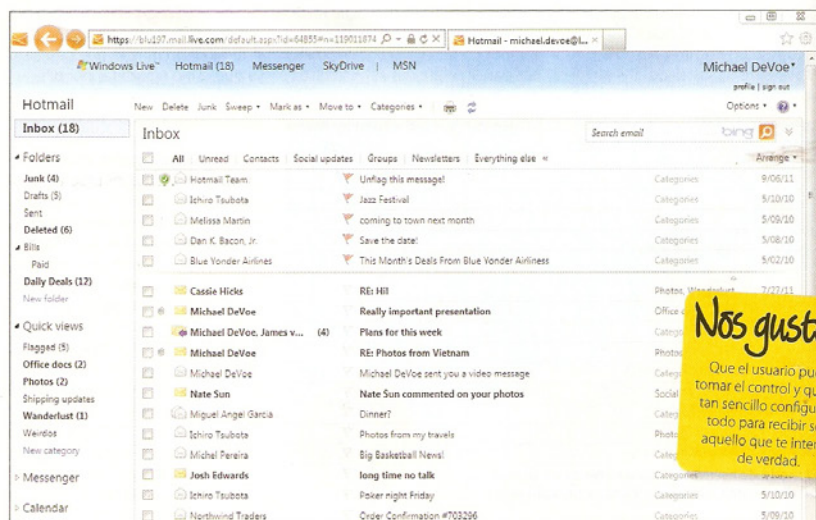 https://blu197.mail.live.com/default.aspx?id=64855#n=119011874
Hotmail - michael.devoe@l...
Windows Live™ Hotmail (18) Messenger SkyDrive | MSN
Michael DeVoe
profile | sign out
Hotmail
New Delete Junk Sweep Mark as Move to Categories
Options
Inbox (18)
Inbox
Search email
bing
Folders
All Unread Contacts Social updates Groups Newsletters Everything else
Arrange
Junk (4)
Hotmail Team Unflag this message! Categories 9/06/11
Drafts (5)
Ichiro Tsubota Jazz Festival Categories 5/10/10
Sent
Melissa Martin coming to town next month Categories 5/09/10
Deleted (6)
Dan K. Bacon, Jr. Save the date! Categories 5/08/10
Bills
Blue Yonder Airlines This Month's Deals From Blue Yonder Airliness Categories 5/02/10
Paid
Daily Deals (12)
Cassie Hicks RE: Hi! Photos, Wanderlust 7/27/11
New folder
Michael DeVoe Really important presentation Office
Quick views
Michael DeVoe, James v... (4) Plans for this week
Flagged (5)
Michael DeVoe RE: Photos from Vietnam
Office docs (2)
Michael DeVoe Michael DeVoe sent you a video message
Photos (2)
Nate Sun Nate Sun commented on your photos Social
Shipping updates
Miguel Angel Garcia Dinner?
Wanderlust (1)
Ichiro Tsubota Photos from my travels
Weirdos
Michel Pereira Big Basketball News!
New category
Josh Edwards long time no talk Categories
Messenger
Ichiro Tsubota Poker night Friday Categories 5/10/10
Calendar
Northwind Traders Order Confirmation #703296 Categories 5/09/10
Nos gust
Que el usuario pue
tomar el control y qu
tan sencillo configu
todo para recibir s
aquello que te inter
de verdad.